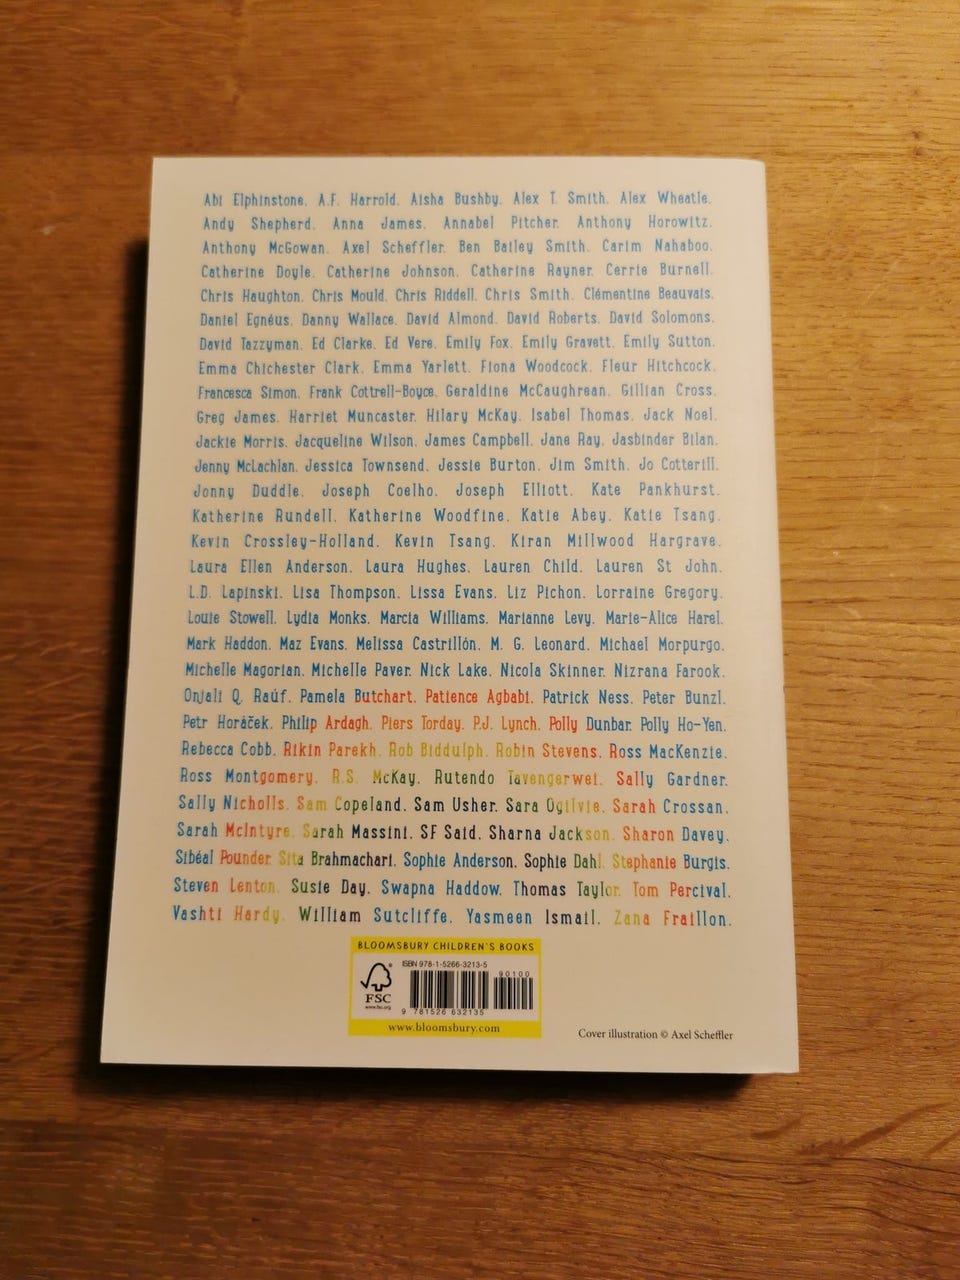 Abi Elphinstone. A.F. Harrold. Aisha Bushby. Alex T. Smith. Alex Wheatle.
Andy Shepherd. Anna James. Annabel Pitcher. Anthony Horowitz.
Anthony McGowan. Axel Scheffler. Ben Bailey Smith. Carim Nahaboo.
Catherine Doyle. Catherine Johnson. Catherine Rayner. Cerrie Burnell.
Chris Haughton. Chris Mould. Chris Riddell. Chris Smith. Clémentine Beauvais.
Daniel Egnéus. Danny Wallace. David Almond. David Roberts. David Solomons.
David Tazzyman. Ed Clarke. Ed Vere. Emily Fox. Emily Gravett. Emily Sutton.
Emma Chichester Clark. Emma Yarlett. Fiona Woodcock. Fleur Hitchcock.
Francesca Simon. Frank Cottrell-Boyce. Geraldine McCaughrean. Gillian Cross.
Greg James. Harriet Muncaster. Hilary McKay. Isabel Thomas. Jack Noel.
Jackie Morris. Jacqueline Wilson. James Campbell. Jane Ray. Jasbinder Bilan.
Jenny McLachlan. Jessica Townsend. Jessie Burton. Jim Smith. Jo Cotterill.
Jonny Duddle. Joseph Coelho. Joseph Elliott. Kate Pankhurst.
Katherine Rundell. Katherine Woodfine. Katie Abey. Katie Tsang.
Kevin Crossley-Holland. Kevin Tsang. Kiran Millwood Hargrave.
Laura Ellen Anderson. Laura Hughes. Lauren Child. Lauren St John.
L.D. Lapinski. Lisa Thompson. Lissa Evans. Liz Pichon. Lorraine Gregory.
Louie Stowell. Lydia Monks. Marcia Williams. Marianne Levy. Marie-Alice Harel.
Mark Haddon. Maz Evans. Melissa Castrillón. M. G. Leonard. Michael Morpurgo.
Michelle Magorian. Michelle Paver. Nick Lake. Nicola Skinner. Nizrana Farook.
Onjali Q. Raúf. Pamela Butchart. Patience Agbabi. Patrick Ness. Peter Bunzl.
Petr Horáček. Philip Ardagh. Piers Torday. P.J. Lynch. Polly Dunbar. Polly Ho-Yen.
Rebecca Cobb. Rikin Parekh. Rob Biddulph. Robin Stevens. Ross MacKenzie.
Ross Montgomery. R.S. McKay. Rutendo Tavengerwei. Sally Gardner.
Sally Nicholls. Sam Copeland. Sam Usher. Sara Ogilvie. Sarah Crossan.
Sarah McIntyre. Sarah Massini. SF Said. Sharna Jackson. Sharon Davey.
Sibéal Pounder. Sita Brahmachari. Sophie Anderson. Sophie Dahl. Stephanie Burgis.
Steven Lenton. Susie Day. Swapna Haddow. Thomas Taylor. Tom Percival.
Vashti Hardy. William Sutcliffe. Yasmeen Ismail. Zana Fraillon.
BLOOMSBURY CHILDREN'S BOOKS
ISBN 978-1-5266-3213-5
90100
FSC
www.fsc.org
9 781526 632135
www.bloomsbury.com
Cover illustration © Axel Scheffler